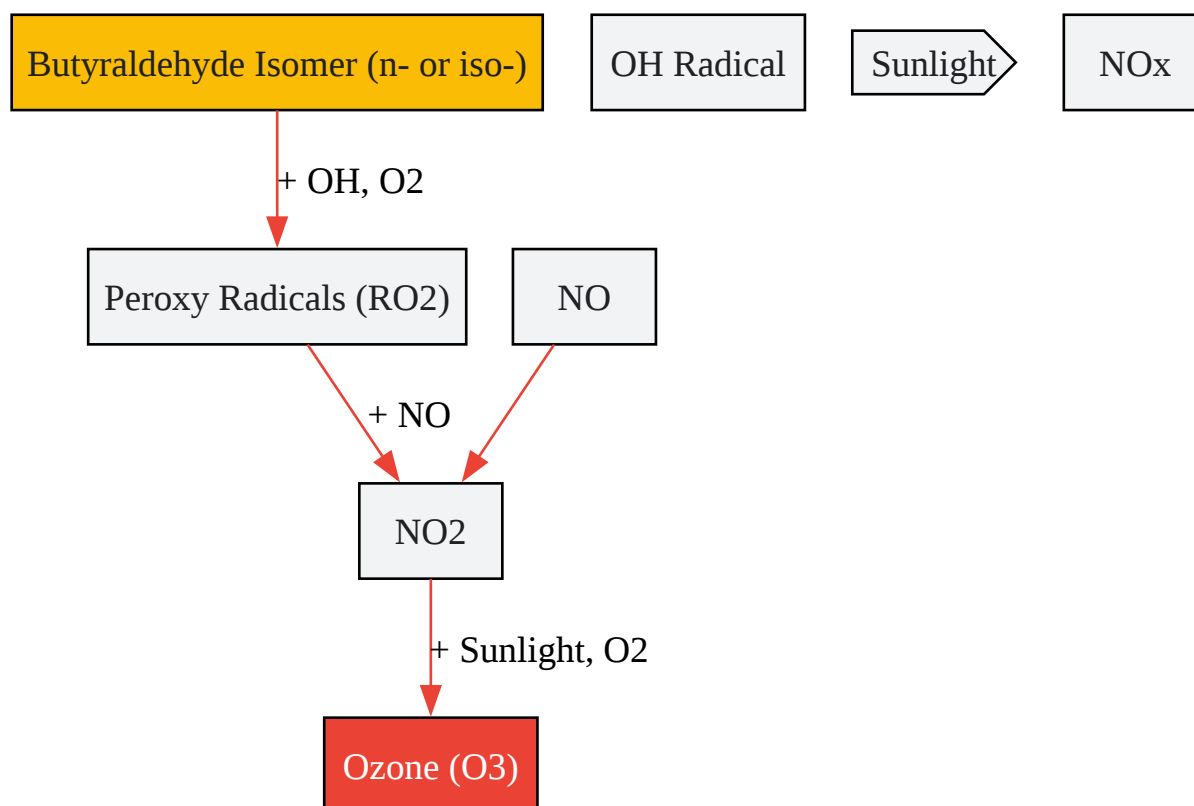 Butyraldehyde Isomer (n- or iso-)
OH Radical
Sunlight
NOx
+ OH, O2
Peroxy Radicals (RO2)
NO
+ NO
NO2
+ Sunlight, O2
Ozone (O3)